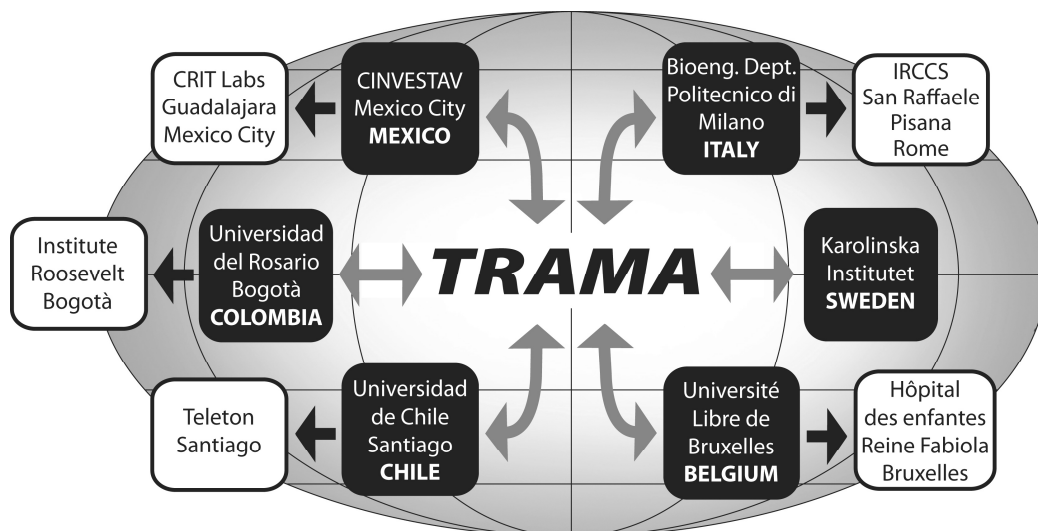 CRIT Labs
Guadalajara
Mexico City
CINVESTAV
Mexico City
MEXICO
Bioeng. Dept.
Politecnico di
Milano
ITALY
IRCCS
San Raffaele
Pisana
Rome
Institute
Roosevelt
Bogotà
Universidad
del Rosario
Bogotà
COLOMBIA
TRAMA
Karolinska
Institutet
SWEDEN
Teleton
Santiago
Universidad
de Chile
Santiago
CHILE
Université
Libre de
Bruxelles
BELGIUM
Hôpital
des enfantes
Reine Fabiola
Bruxelles